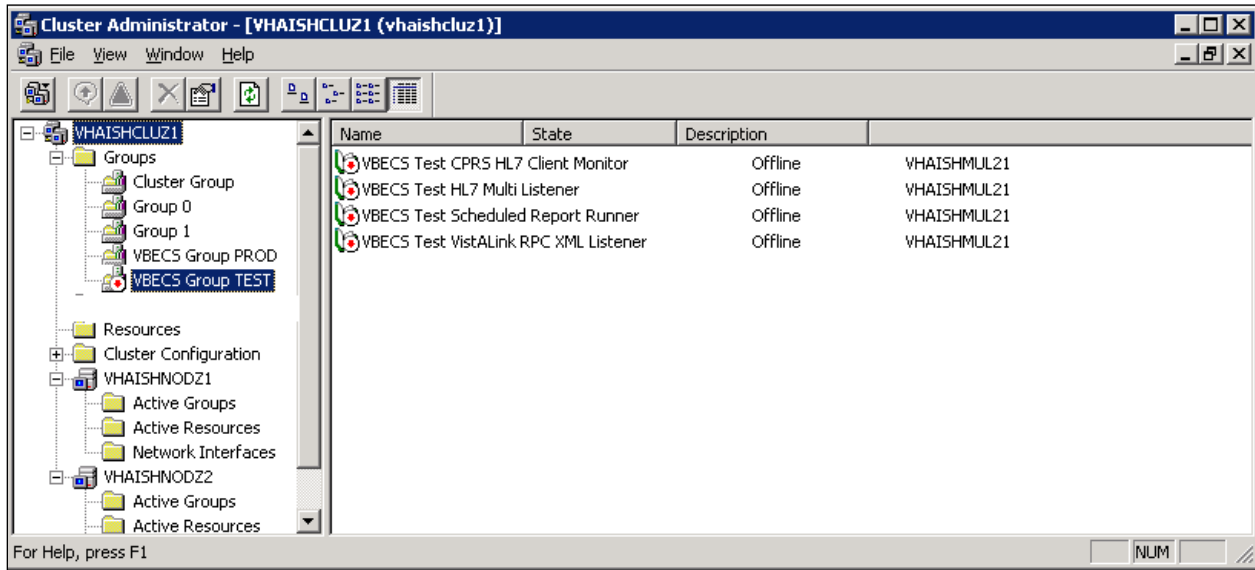 Cluster Administrator - [VHAISHCLUZ1 (vhaishcluz1)]
File View Window Help
VHAISHCLUZ1
Groups
Cluster Group
Group 0
Group 1
VBECS Group PROD
VBECS Group TEST
Resources
Cluster Configuration
VHAISHNODZ1
Active Groups
Active Resources
Network Interfaces
VHAISHNODZ2
Active Groups
Active Resources
Name State Description
VBECS Test CPRS HL7 Client Monitor Offline VHAISHMUL21
VBECS Test HL7 Multi Listener Offline VHAISHMUL21
VBECS Test Scheduled Report Runner Offline VHAISHMUL21
VBECS Test VistALink RPC XML Listener Offline VHAISHMUL21
For Help, press F1 NUM